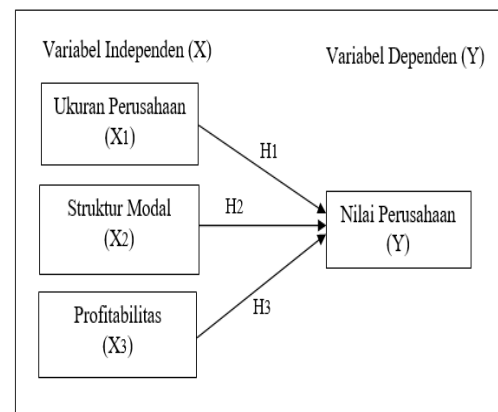 Variabel Independen (X)
Variabel Dependen (Y)
Ukuran Perusahaan
(X1)
H1
Struktur Modal
(X2)
H2
Nilai Perusahaan
(Y)
Profitabilitas
(X3)
H3